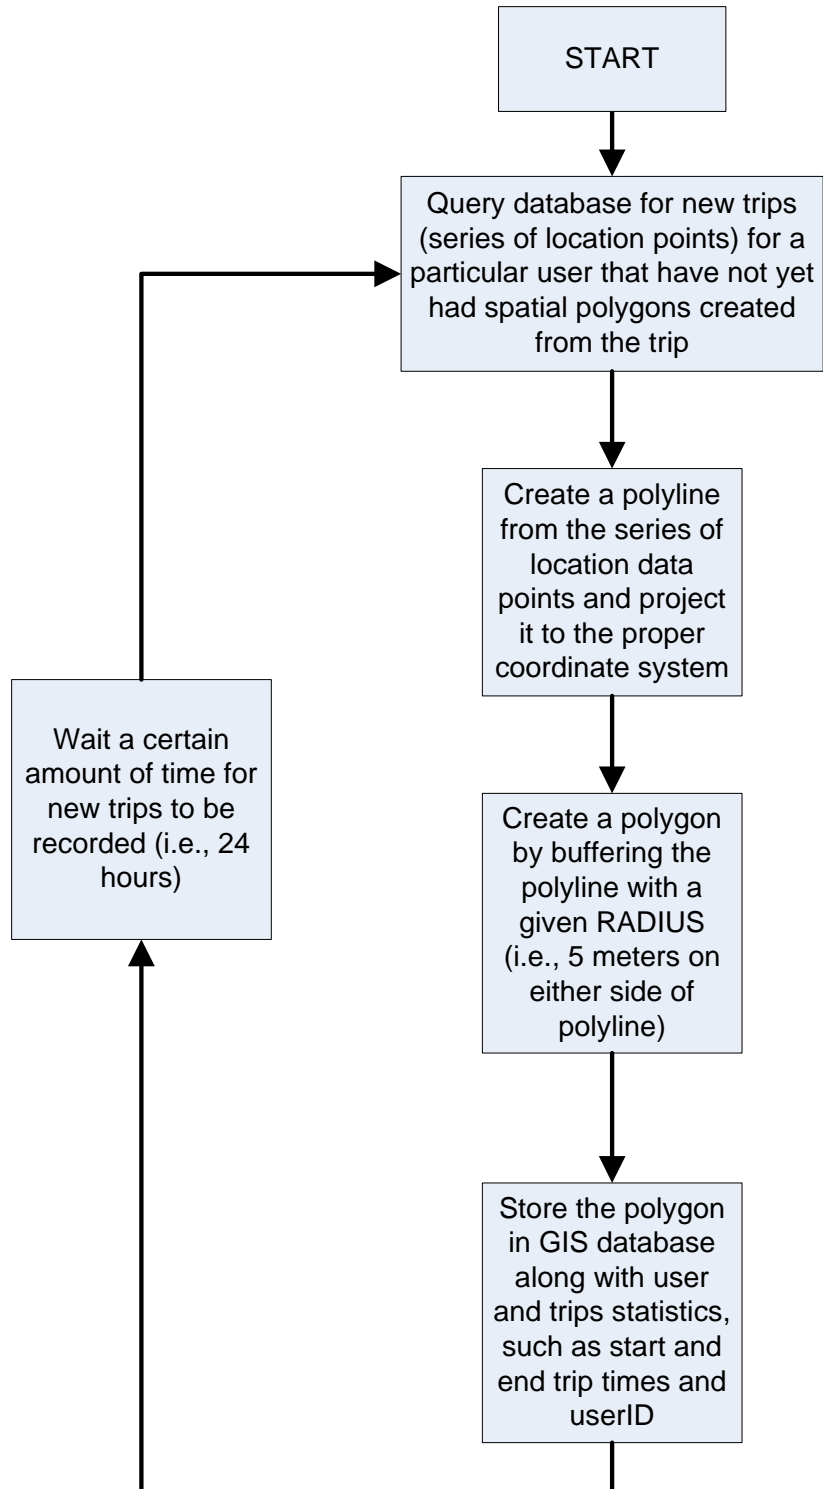 START
Query database for new trips
(series of location points) for a
particular user that have not yet
had spatial polygons created
from the trip
Create a polyline
from the series of
location data
points and project
it to the proper
coordinate system
Wait a certain
amount of time for
new trips to be
recorded (i.e., 24
hours)
Create a polygon
by buffering the
polyline with a
given RADIUS
(i.e., 5 meters on
either side of
polyline)
Store the polygon
in GIS database
along with user
and trips statistics,
such as start and
end trip times and
userID